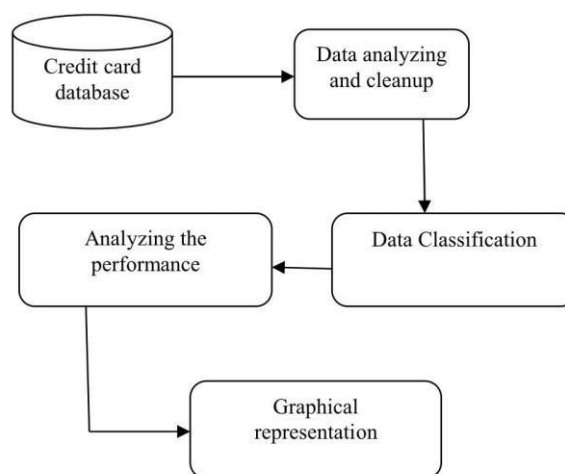 Credit card
database
Data analyzing
and cleanup
Data Classification
Analyzing the
performance
Graphical
representation